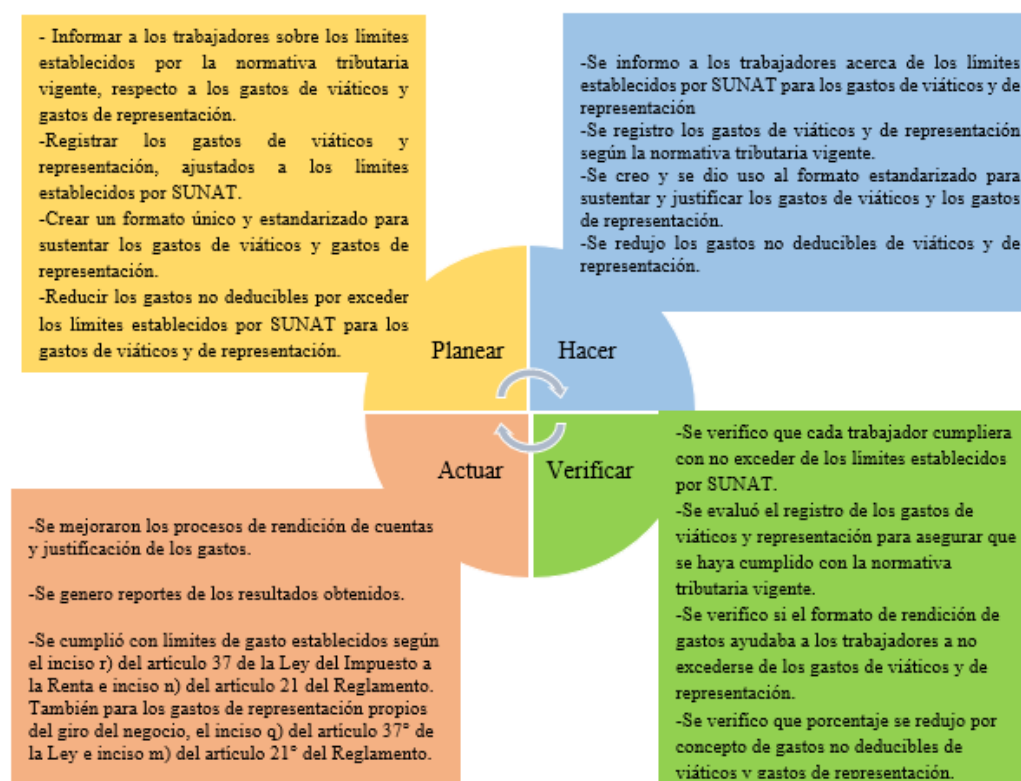 - Informar a los trabajadores sobre los límites
establecidos por la normativa tributaria
vigente, respecto a los gastos de viáticos y
gastos de representación.
-Registrar los gastos de viáticos y
representación, ajustados a los límites
establecidos por SUNAT.
-Crear un formato único y estandarizado para
sustentar los gastos de viáticos y gastos de
representación.
-Reducir los gastos no deducibles por exceder
los límites establecidos por SUNAT para los
gastos de viáticos y de representación.
-Se informo a los trabajadores acerca de los límites
establecidos por SUNAT para los gastos de viáticos y de
representación
-Se registro los gastos de viáticos y de representación
según la normativa tributaria vigente.
-Se creo y se dio uso al formato estandarizado para
sustentar y justificar los gastos de viáticos y los gastos
de representación.
-Se redujo los gastos no deducibles de viáticos y de
representación.
Planear
Hacer
Actuar
Verificar
-Se mejoraron los procesos de rendición de cuentas
y justificación de los gastos.
-Se genero reportes de los resultados obtenidos.
-Se cumplió con límites de gasto establecidos según
el inciso r) del artículo 37 de la Ley del Impuesto a
la Renta e inciso n) del artículo 21 del Reglamento.
También para los gastos de representación propios
del giro del negocio, el inciso q) del artículo 37° de
la Ley e inciso m) del artículo 21° del Reglamento.
-Se verifico que cada trabajador cumpliera
con no exceder de los límites establecidos
por SUNAT.
-Se evaluó el registro de los gastos de
viáticos y representación para asegurar que
se haya cumplido con la normativa
tributaria vigente.
-Se verifico si el formato de rendición de
gastos ayudaba a los trabajadores a no
excederse de los gastos de viáticos y de
representación.
-Se verifico que porcentaje se redujo por
concepto de gastos no deducibles de
viáticos y gastos de representación.